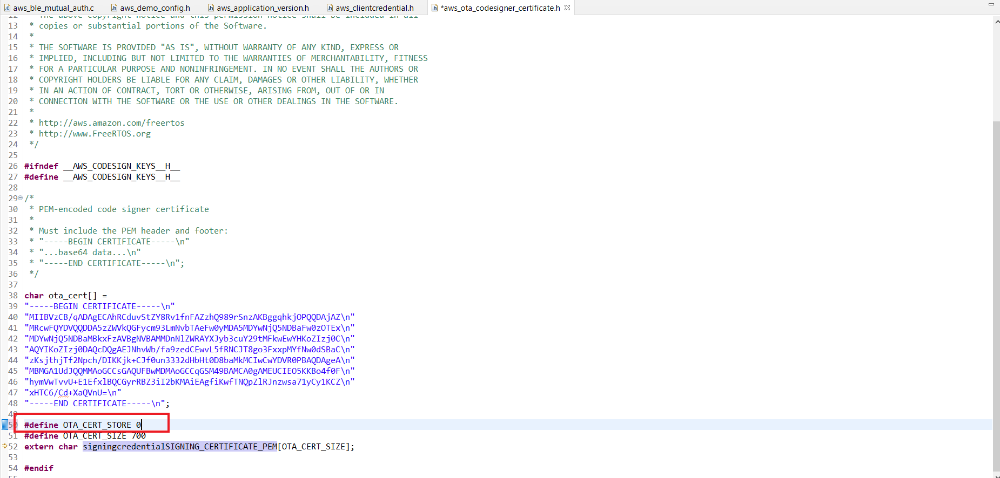 aws_ble_mutual_auth.c aws_demo_config.h aws_application_version.h aws_clientcredential.h *aws_ota_codesigner_certificate.h
12 * The above copyright notice and this permission notice shall be included in all
13 * copies or substantial portions of the Software.
14 *
15 * THE SOFTWARE IS PROVIDED "AS IS", WITHOUT WARRANTY OF ANY KIND, EXPRESS OR
16 * IMPLIED, INCLUDING BUT NOT LIMITED TO THE WARRANTIES OF MERCHANTABILITY, FITNESS
17 * FOR A PARTICULAR PURPOSE AND NONINFRINGEMENT. IN NO EVENT SHALL THE AUTHORS OR
18 * COPYRIGHT HOLDERS BE LIABLE FOR ANY CLAIM, DAMAGES OR OTHER LIABILITY, WHETHER
19 * IN AN ACTION OF CONTRACT, TORT OR OTHERWISE, ARISING FROM, OUT OF OR IN
20 * CONNECTION WITH THE SOFTWARE OR THE USE OR OTHER DEALINGS IN THE SOFTWARE.
21 *
22 * http://aws.amazon.com/freertos
23 * http://www.FreeRTOS.org
24 */
25
26 #ifndef __AWS_CODESIGN_KEYS__H__
27 #define __AWS_CODESIGN_KEYS__H__
28
29 /*
30 * PEM-encoded code signer certificate
31 *
32 * Must include the PEM header and footer:
33 * "-----BEGIN CERTIFICATE-----\n"
34 * "...base64 data...\n"
35 * "-----END CERTIFICATE-----\n";
36 */
37
38 char ota_cert[] =
39 "-----BEGIN CERTIFICATE-----\n"
40 "MIIBVzCB/qADAgECAhRCduvStZY8Rv1fnFAZzhQ989rSnzAKBggqhkjOPQQDAjAZ\n"
41 "MRcwFQYDVQQDDA5zZWVkQGFycm93LmNvbTAeFw0yMDA5MDYwNjQ5NDBaFw0zOTEx\n"
42 "MDYwNjQ5NDBaMBkxFzAVBgNVBAMMDnNlZWRAYXJyb3cuY29tMFkwEwYHKoZIzj0C\n"
43 "AQYIKoZIzj0DAQcDQgAEJNhvWb/fa9zedCEwvL5fRNCJT8go3FxxpMYfNw0dSBaC\n"
44 "zKsjthjTf2Npch/DIKKjk+CJf0un3332dHbHt0D8baMkMCIwCwYDVR0PBAQDAgeA\n"
45 "MBMGA1UdJQQMMAoGCCsGAQUFBwMDMAoGCCqGSM49BAMCA0gAMEUCIEO5KKBo4f0F\n"
46 "hymVwTvvU+E1EfxlBQCGyrRBZ3iI2bKMAiEAgfiKwfTNQpZlRJnzwsa71yCy1KCZ\n"
47 "xHTC6/Cd+XaQVnU=\n"
48 "-----END CERTIFICATE-----\n";
49
50 #define OTA_CERT_STORE 0
51 #define OTA_CERT_SIZE 700
52 extern char signingcredentialSIGNING_CERTIFICATE_PEM[OTA_CERT_SIZE];
53
54 #endif
55